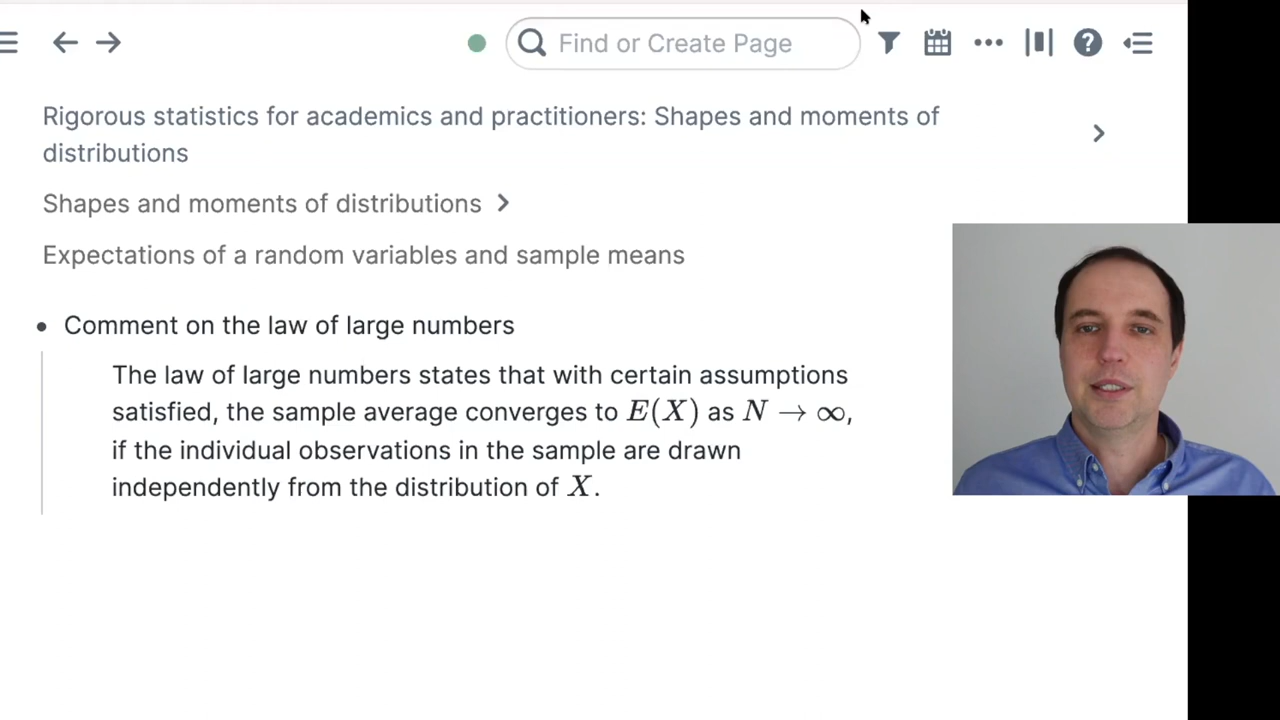 Find or Create Page
Rigorous statistics for academics and practitioners: Shapes and moments of
distributions
Shapes and moments of distributions
Expectations of a random variables and sample means
Comment on the law of large numbers
The law of large numbers states that with certain assumptions
satisfied, the sample average converges to E(X) as N → ∞,
if the individual observations in the sample are drawn
independently from the distribution of X.